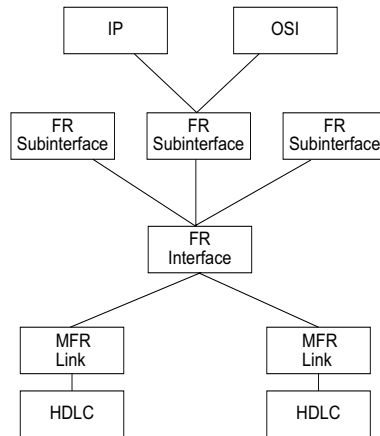 IP
OSI
FR
Subinterface
FR
Subinterface
FR
Subinterface
FR
Interface
MFR
Link
MFR
Link
HDLC
HDLC